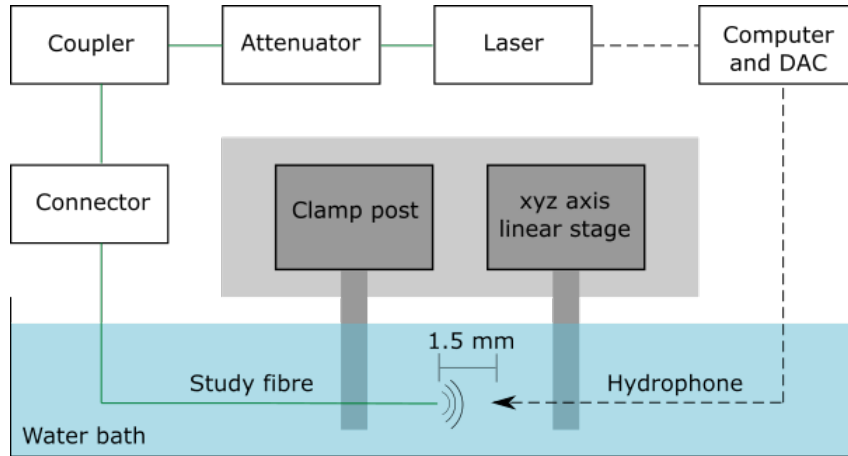 Coupler
Attenuator
Laser
Computer
and DAC
Connector
Clamp post
xyz axis
linear stage
1.5 mm
Study fibre
Hydrophone
Water bath